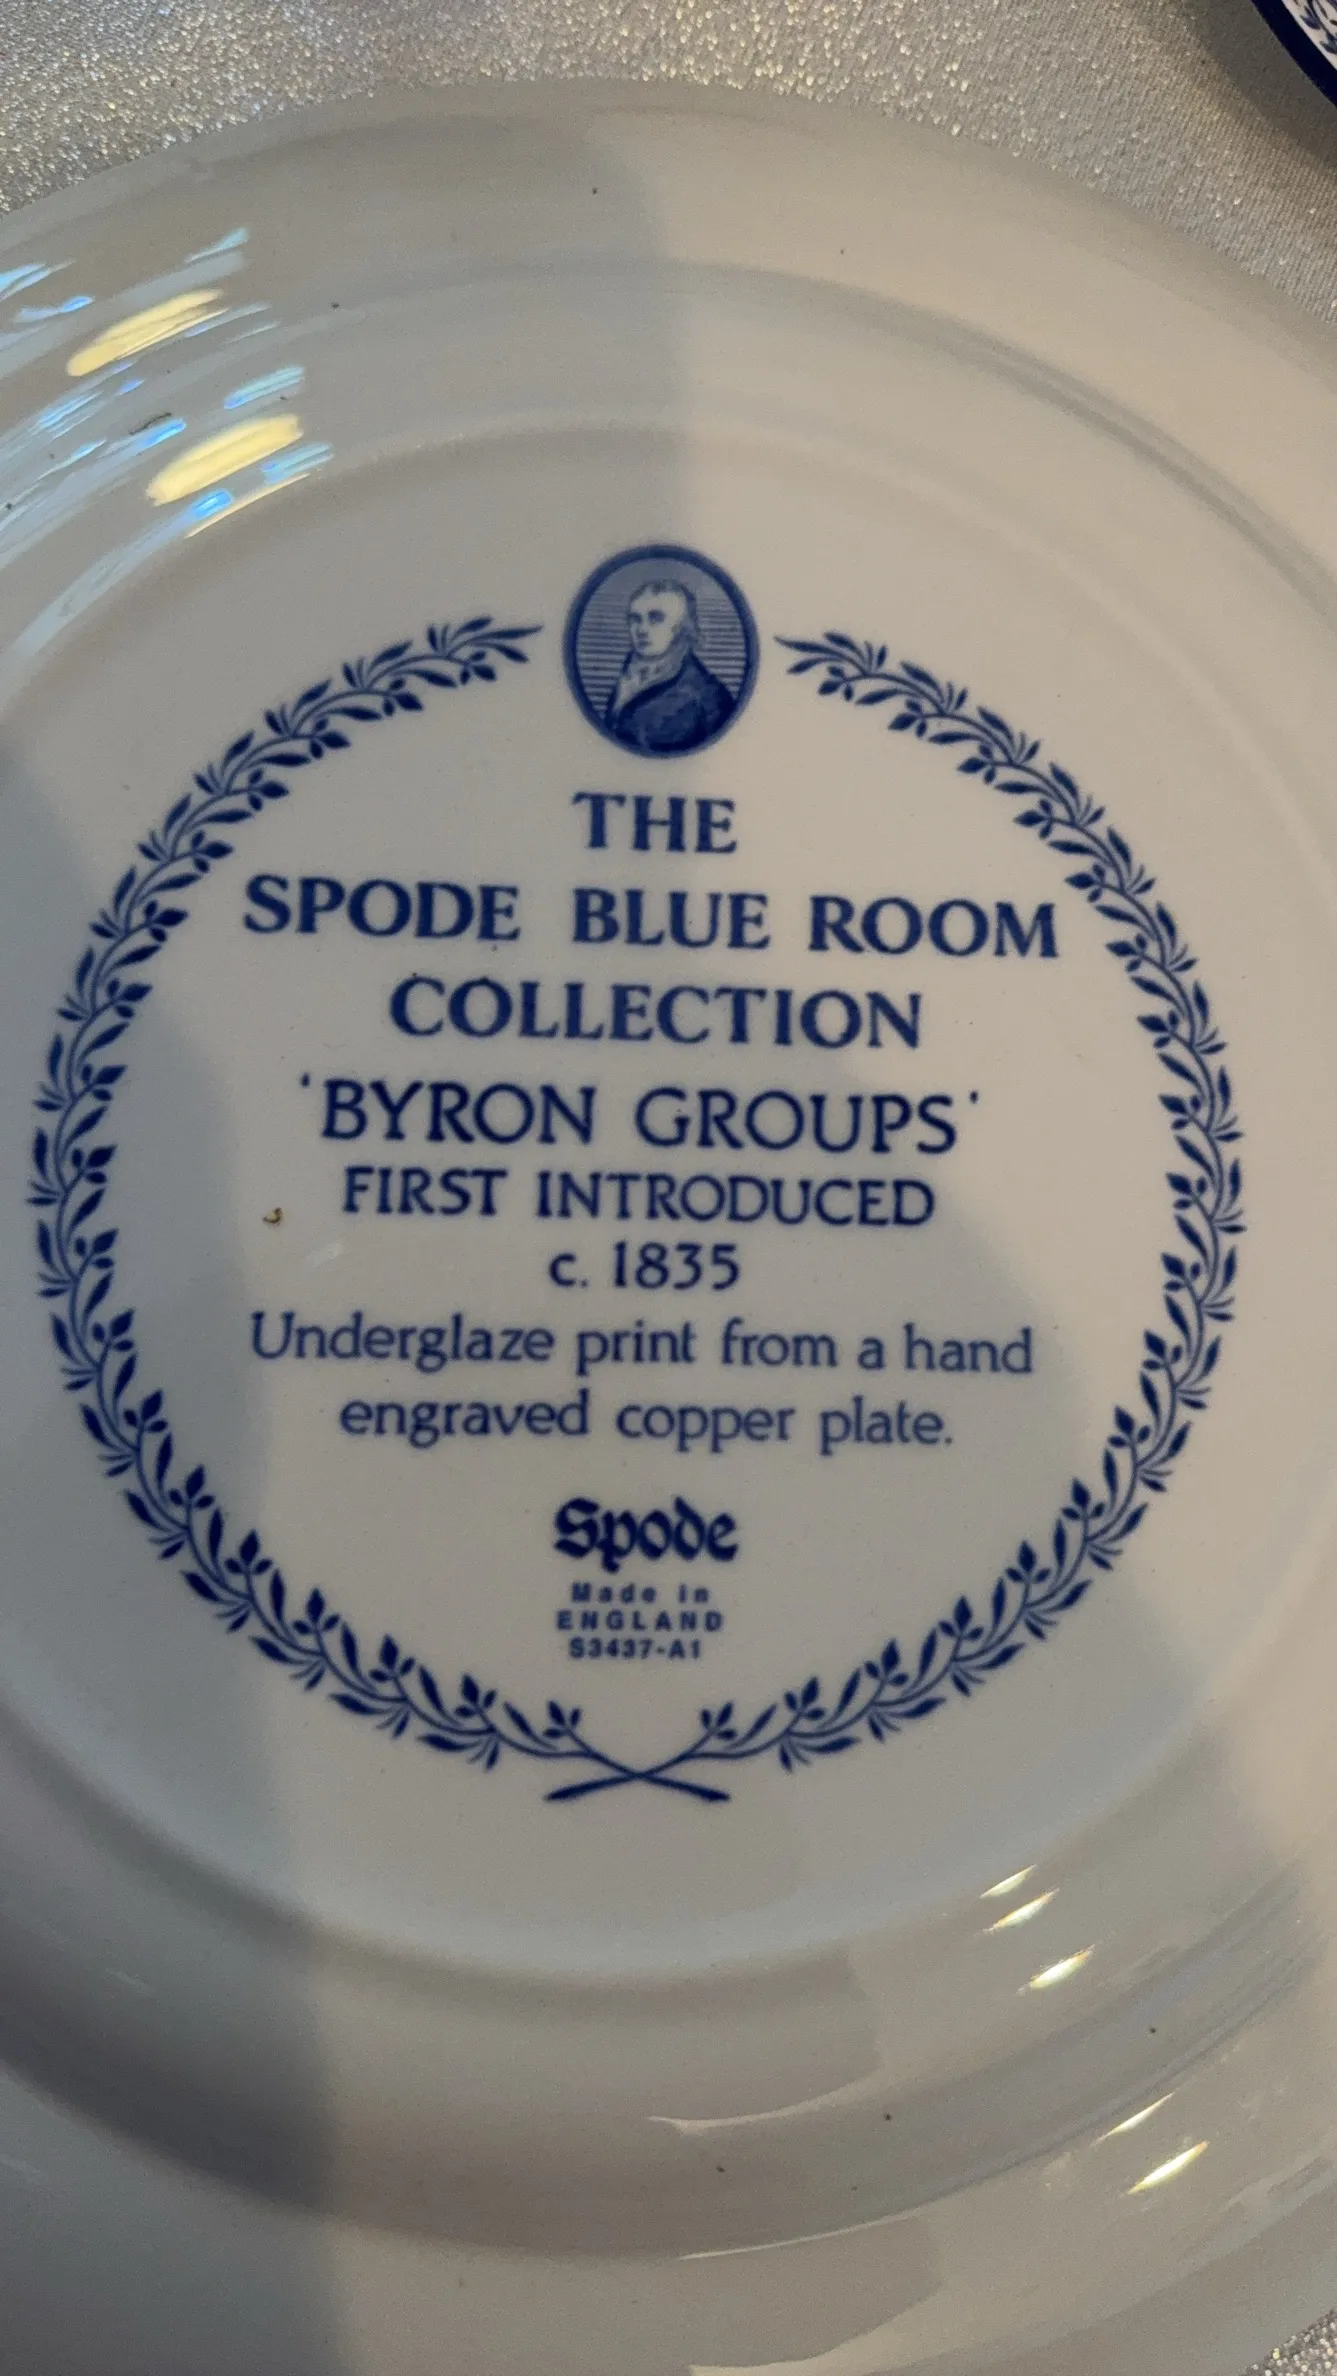 THE
SPODE BLUE ROOM
COLLECTION
'BYRON GROUPS'
FIRST INTRODUCED
c. 1835
Underglaze print from a hand
engraved copper plate.
Spode
Made in
ENGLAND
S3437-A1